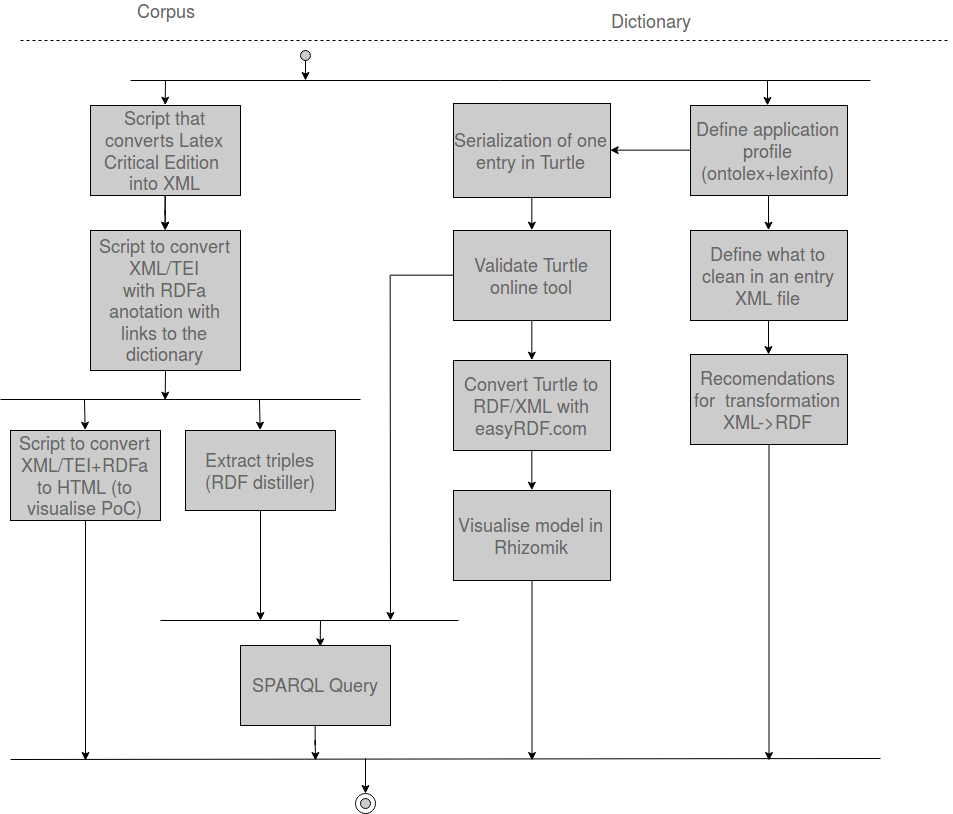 Corpus
Dictionary
Script that
converts Latex
Critical Edition
into XML
Serialization of one
entry in Turtle
Define application
profile
(ontolex+lexinfo)
Script to convert
XML/TEI
with RDFa
anotation with
links to the
dictionary
Validate Turtle
online tool
Define what to
clean in an entry
XML file
Convert Turtle to
RDF/XML with
easyRDF.com
Recomendations
for transformation
XML->RDF
Script to convert
XML/TEI+RDFa
to HTML (to
visualise PoC)
Extract triples
(RDF distiller)
Visualise model in
Rhizomik
SPARQL Query